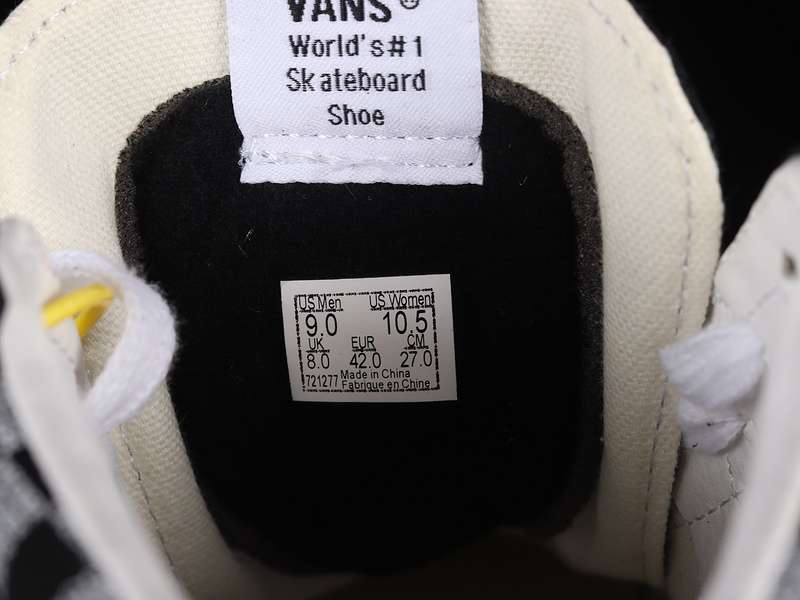 VANS®
World's#1
Skateboard
Shoe
US Men US Women
9.0 10.5
UK EUR CM
8.0 42.0 27.0
721277 Made in China
Fabrique en Chine